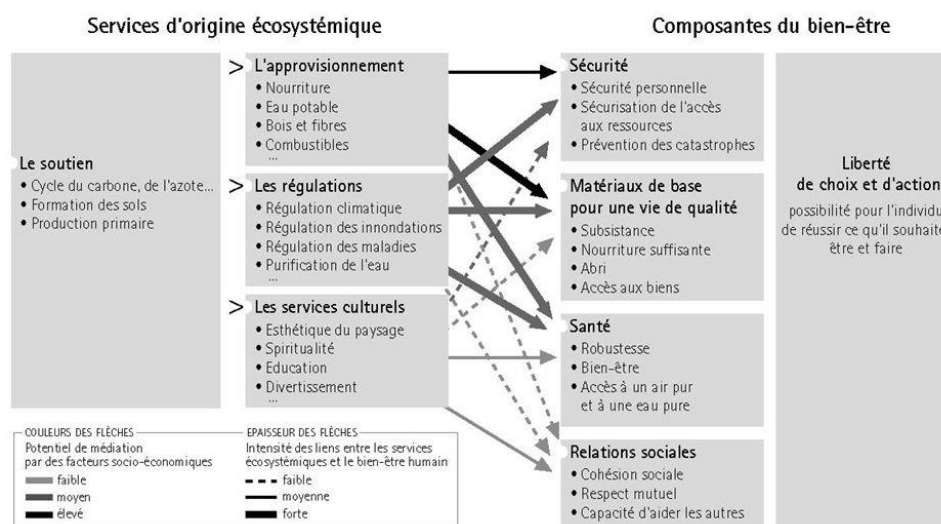 Services d'origine écosystémique
Composantes du bien-être
Le soutien
• Cycle du carbone, de l'azote...
• Formation des sols
• Production primaire
> L'approvisionnement
• Nourriture
• Eau potable
• Bois et fibres
• Combustibles
...
> Les régulations
• Régulation climatique
• Régulation des innondations
• Régulation des maladies
• Purification de l'eau
...
> Les services culturels
• Esthétique du paysage
• Spiritualité
• Education
• Divertissement
...
Sécurité
• Sécurité personnelle
• Sécurisation de l'accès
aux ressources
• Prévention des catastrophes
Matériaux de base
pour une vie de qualité
• Subsistance
• Nourriture suffisante
• Abri
• Accès aux biens
Santé
• Robustesse
• Bien-être
• Accès à un air pur
et à une eau pure
Relations sociales
• Cohésion sociale
• Respect mutuel
• Capacité d'aider les autres
Liberté
de choix et d'action
possibilité pour l'individu
de réussir ce qu'il souhaite
être et faire
COULEURS DES FLÈCHES
Potentiel de médiation
par des facteurs socio-économiques
faible
moyen
élevé
EPAISSEUR DES FLÈCHES
Intensité des liens entre les services
écosystémiques et le bien-être humain
faible
moyenne
forte